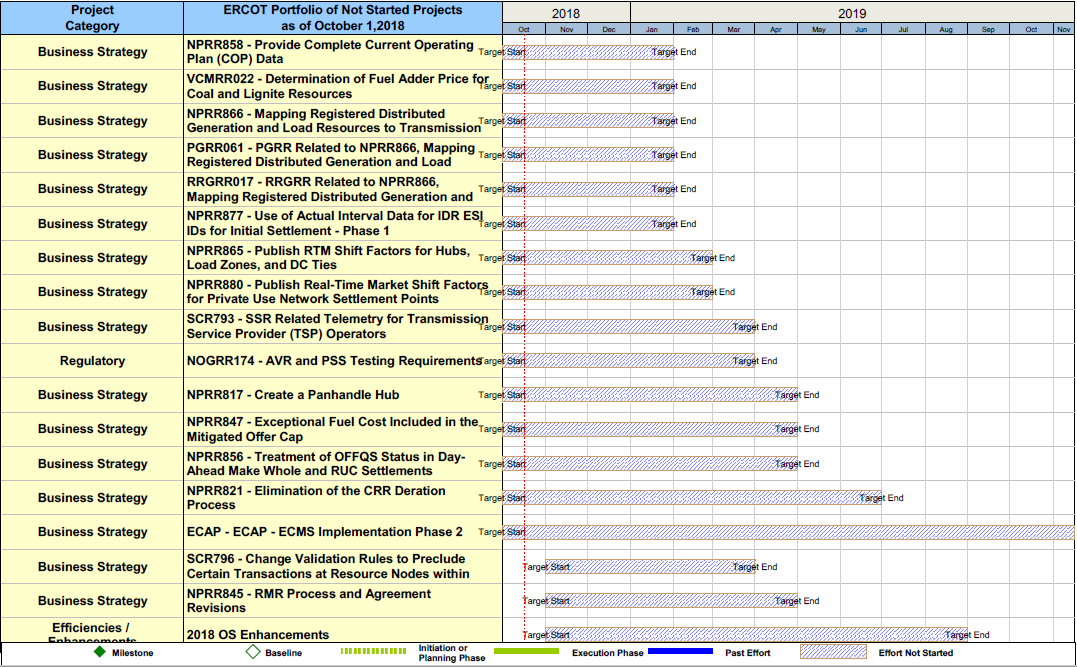 Project
Category
ERCOT Portfolio of Not Started Projects
as of October 1,2018
2018
2019
Oct Nov Dec Jan Feb Mar Apr May Jun Jul Aug Sep Oct Nov
Business Strategy
NPRR858 - Provide Complete Current Operating
Plan (COP) Data
Target Start
Target End
Business Strategy
VCMRR022 - Determination of Fuel Adder Price for
Coal and Lignite Resources
Target Start
Target End
Business Strategy
NPRR866 - Mapping Registered Distributed
Generation and Load Resources to Transmission
Target Start
Target End
Business Strategy
PGRR061 - PGRR Related to NPRR866, Mapping
Registered Distributed Generation and Load
Target Start
Target End
Business Strategy
RRGRR017 - RRGRR Related to NPRR866,
Mapping Registered Distributed Generation and
Target Start
Target End
Business Strategy
NPRR877 - Use of Actual Interval Data for IDR ESI
IDs for Initial Settlement - Phase 1
Target Start
Target End
Business Strategy
NPRR865 - Publish RTM Shift Factors for Hubs,
Load Zones, and DC Ties
Target Start
Target End
Business Strategy
NPRR880 - Publish Real-Time Market Shift Factors
for Private Use Network Settlement Points
Target Start
Target End
Business Strategy
SCR793 - SSR Related Telemetry for Transmission
Service Provider (TSP) Operators
Target Start
Target End
Regulatory
NOGRR174 - AVR and PSS Testing Requirements
Target Start
Target End
Business Strategy
NPRR817 - Create a Panhandle Hub
Target Start
Target End
Business Strategy
NPRR847 - Exceptional Fuel Cost Included in the
Mitigated Offer Cap
Target Start
Target End
Business Strategy
NPRR856 - Treatment of OFFQS Status in Day-
Ahead Make Whole and RUC Settlements
Target Start
Target End
Business Strategy
NPRR821 - Elimination of the CRR Deration
Process
Target Start
Target End
Business Strategy
ECAP - ECAP - ECMS Implementation Phase 2
Target Start
Business Strategy
SCR796 - Change Validation Rules to Preclude
Certain Transactions at Resource Nodes within
Target Start
Target End
Business Strategy
NPRR845 - RMR Process and Agreement
Revisions
Target Start
Target End
Efficiencies /
Enhancements
2018 OS Enhancements
Target Start
Target End
Milestone
Baseline
Initiation or
Planning Phase
Execution Phase
Past Effort
Effort Not Started